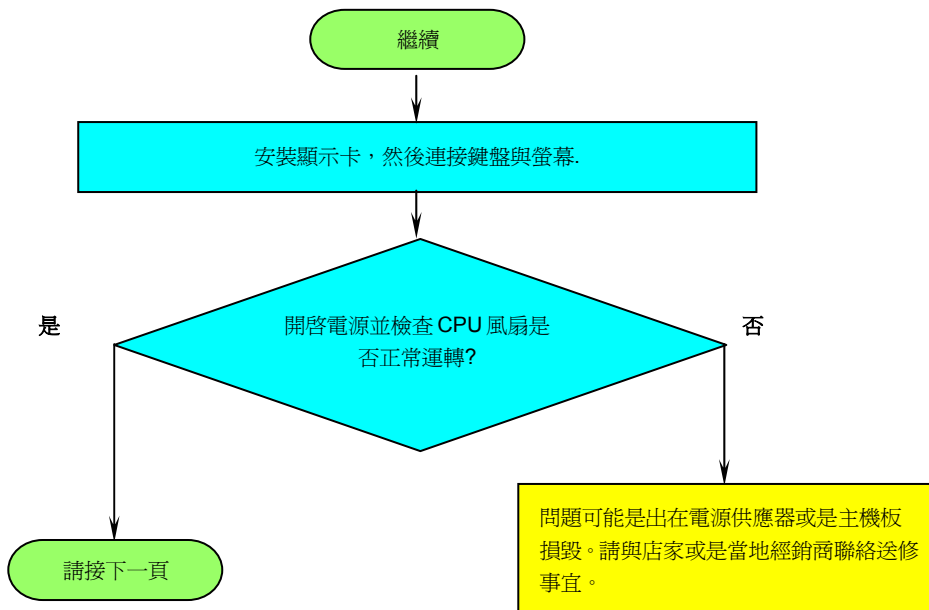 繼續
安裝顯示卡，然後連接鍵盤與螢幕.
是
開啓電源並檢查 CPU 風扇是
否正常運轉?
否
問題可能是出在電源供應器或是主機板
損毀。請與店家或是當地經銷商聯絡送修
事宜。
請接下一頁